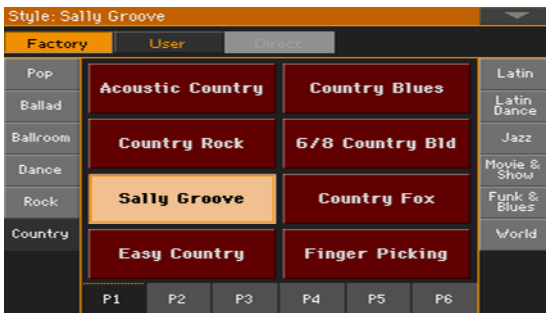 Style: Sally Groove
Factory User Direct
Pop
Ballad
Ballroom
Dance
Rock
Country
Acoustic Country Country Blues
Country Rock 6/8 Country Bld
Sally Groove Country Fox
Easy Country Finger Picking
P1 P2 P3 P4 P5 P6
Latin
Latin
Dance
Jazz
Movie &
Show
Funk &
Blues
World